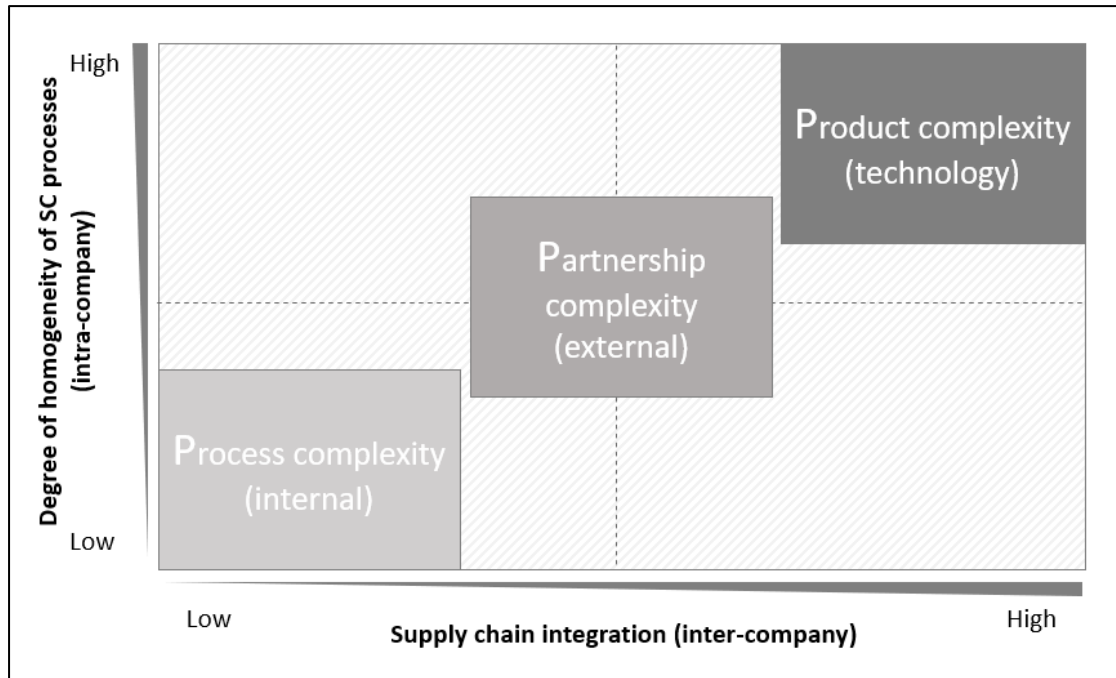 High
Degree of homogeneity of SC processes
(intra-company)
Low
Product complexity
(technology)
Partnership
complexity
(external)
Process complexity
(internal)
Low
High
Supply chain integration (inter-company)